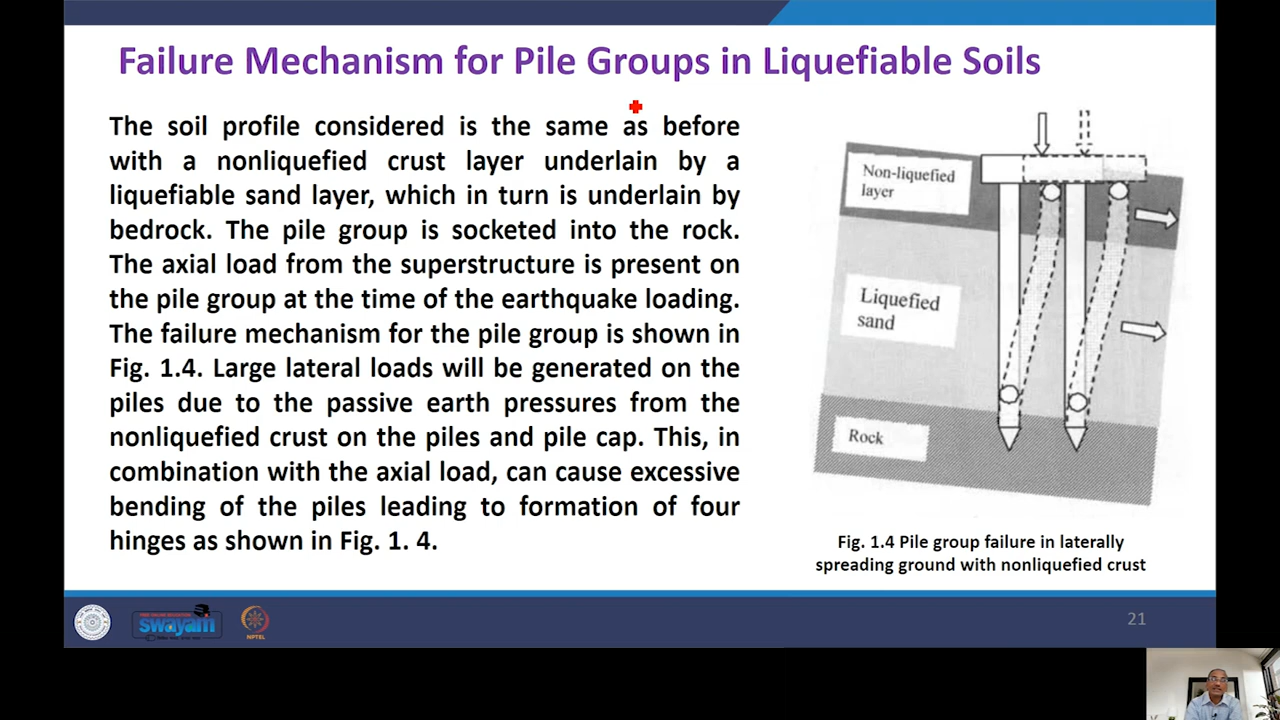 Failure Mechanism for Pile Groups in Liquefiable Soils
The soil profile considered is the same as before
with a nonliquefied crust layer underlain by a
liquefiable sand layer, which in turn is underlain by
bedrock. The pile group is socketed into the rock.
The axial load from the superstructure is present on
the pile group at the time of the earthquake loading.
The failure mechanism for the pile group is shown in
Fig. 1.4. Large lateral loads will be generated on the
piles due to the passive earth pressures from the
nonliquefied crust on the piles and pile cap. This, in
combination with the axial load, can cause excessive
bending of the piles leading to formation of four
hinges as shown in Fig. 1. 4.
Non-liquefied
layer
Liquefied
sand
Rock
Fig. 1.4 Pile group failure in laterally
spreading ground with nonliquefied crust
swayam
NPTEL
21